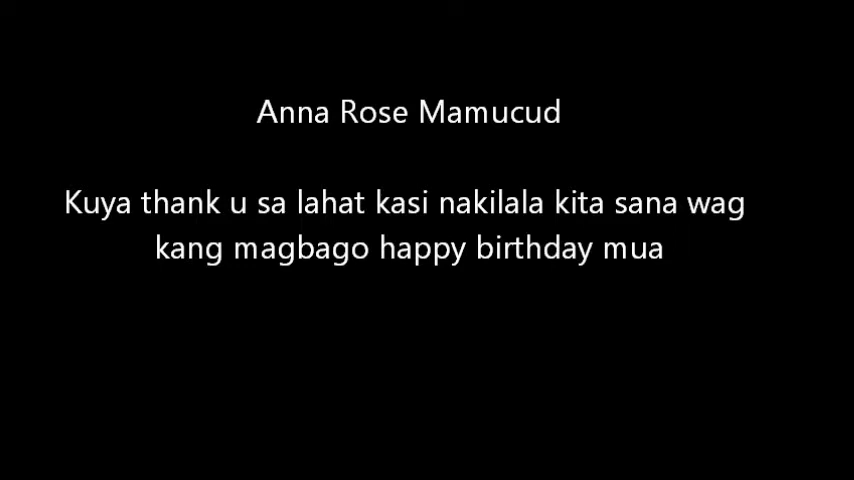 Anna Rose Mamucud
Kuya thank u sa lahat kasi nakilala kita sana wag
kang magbago happy birthday mua